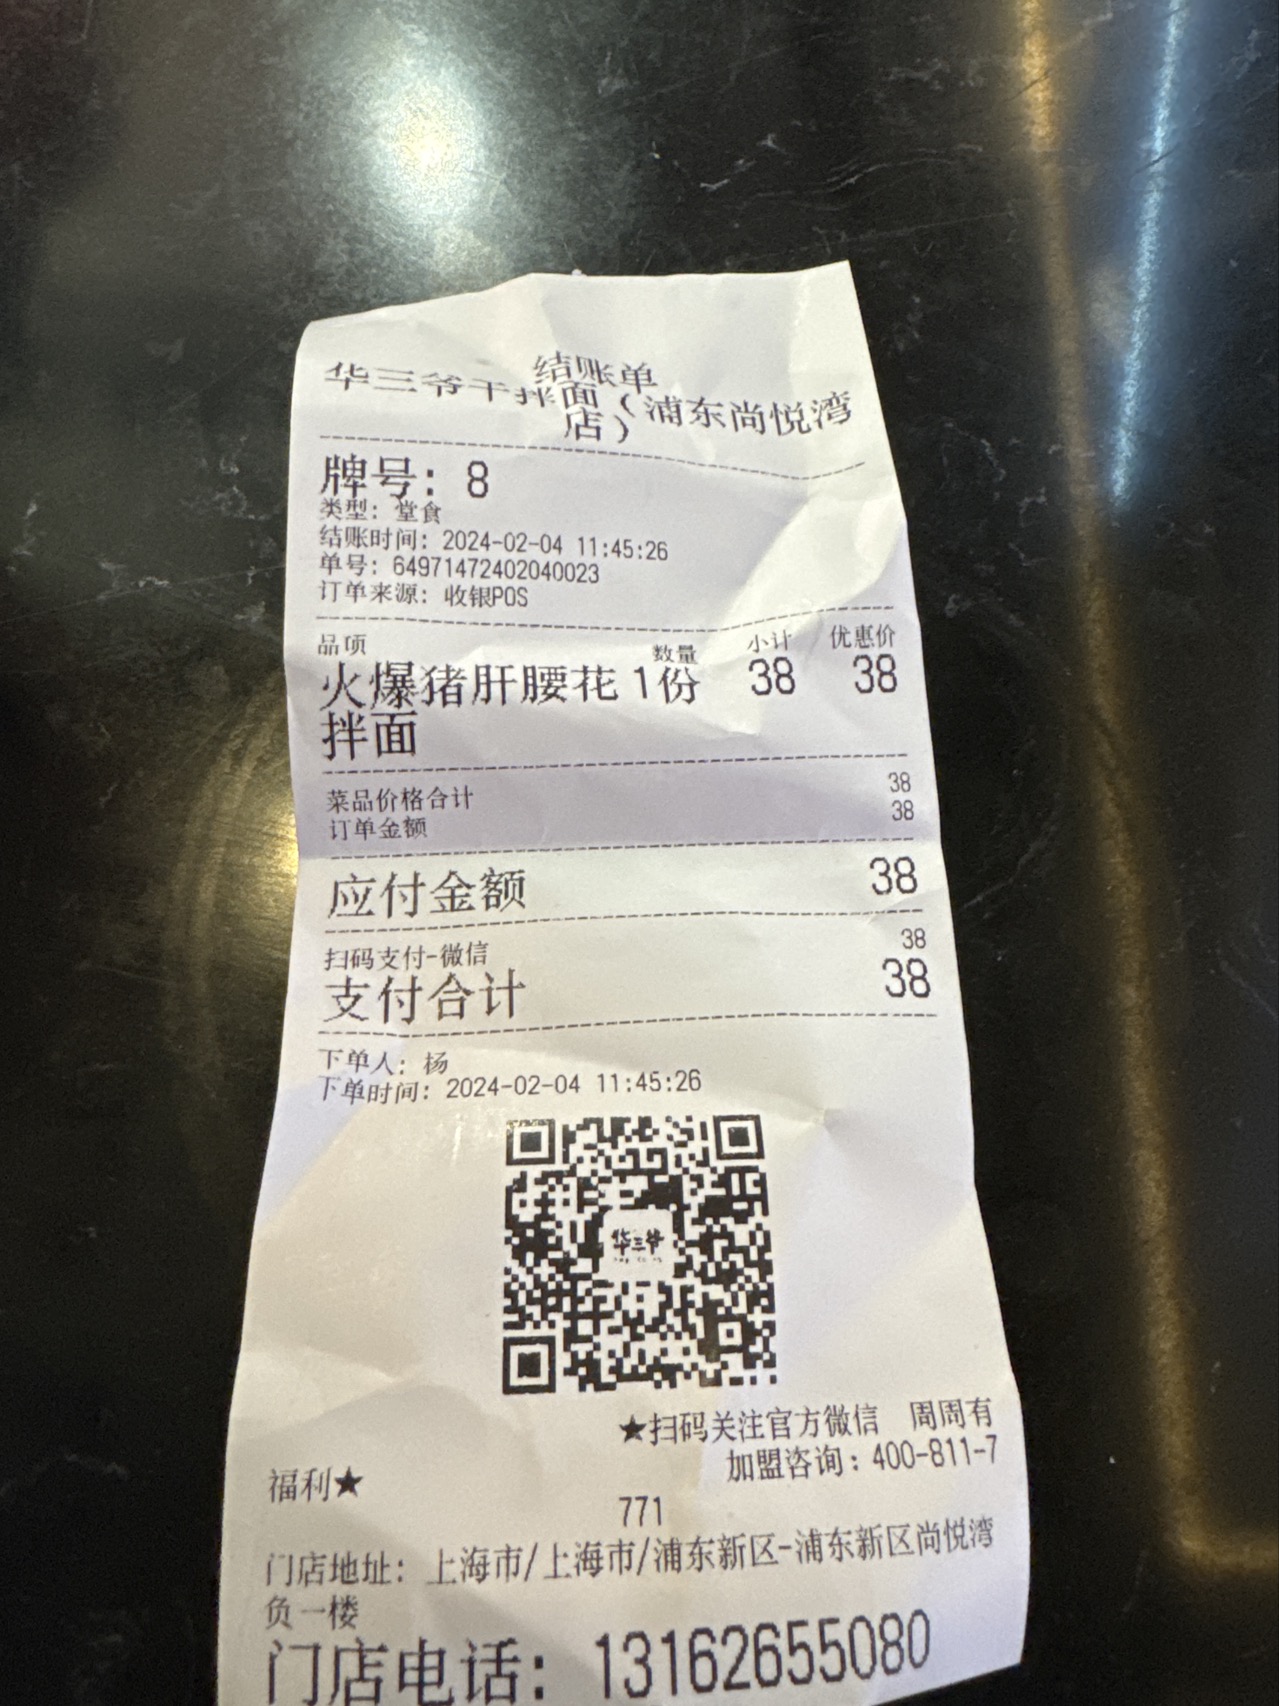 结账单
华三爷干拌面（浦东尚悦湾
店）
牌号：8
类型：堂食
结账时间：2024-02-04 11:45:26
单号：64971472402040023
订单来源：收银POS
品项 数量 小计 优惠价
火爆猪肝腰花 1份 38 38
拌面
菜品价格合计 38
订单金额 38
应付金额 38
扫码支付-微信 38
支付合计 38
下单人：杨
下单时间：2024-02-04 11:45:26
华三爷
★扫码关注官方微信 周周有
福利★
加盟咨询：400-811-7
771
门店地址：上海市/上海市/浦东新区-浦东新区尚悦湾
负一楼
门店电话：13162655080